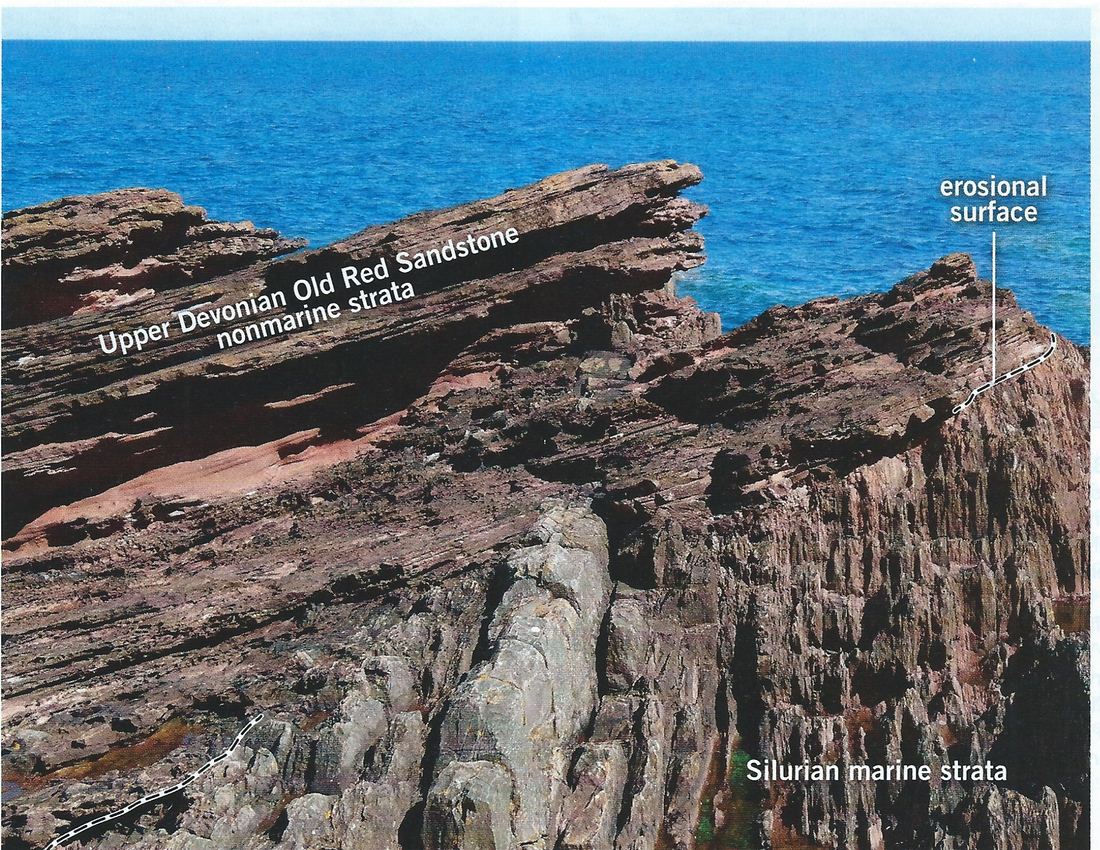 erosional
surface
Upper Devonian Old Red Sandstone
nonmarine strata
Silurian marine strata